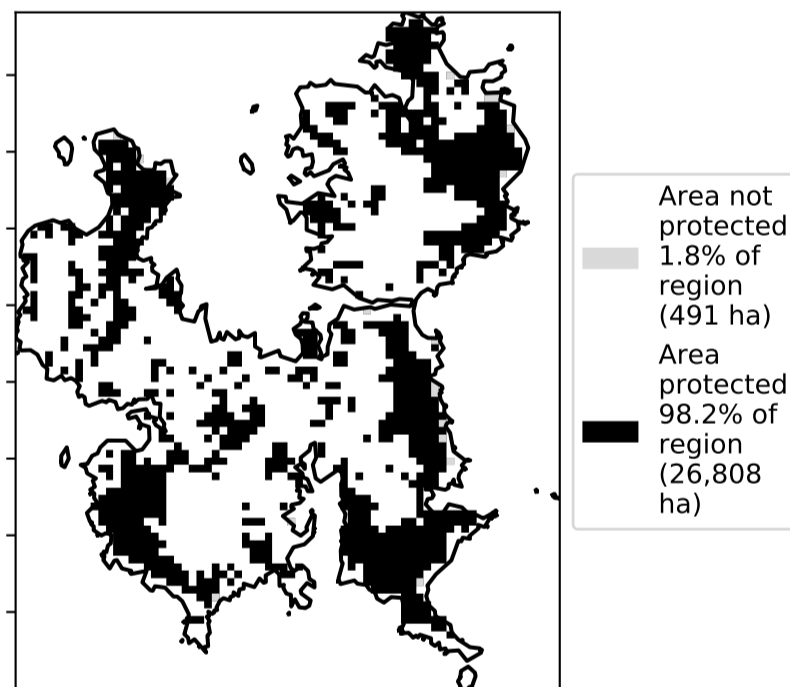 Area not
protected
1.8% of
region
(491 ha)
Area
protected
98.2% of
region
(26,808
ha)